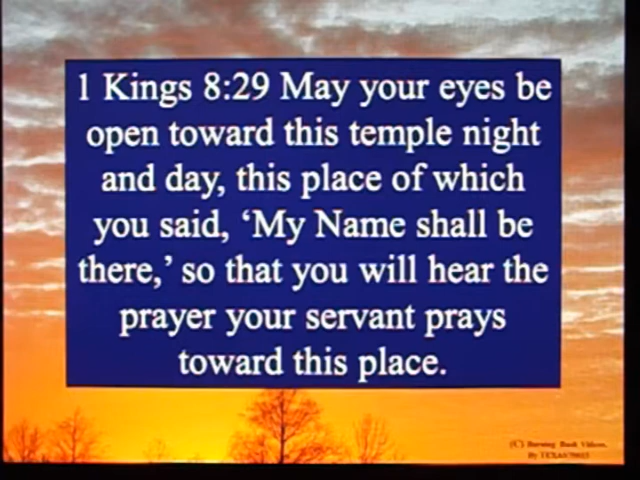 1 Kings 8:29 May your eyes be
open toward this temple night
and day, this place of which
you said, ‘My Name shall be
there,’ so that you will hear the
prayer your servant prays
toward this place.
(C) Burning Bush Videos.